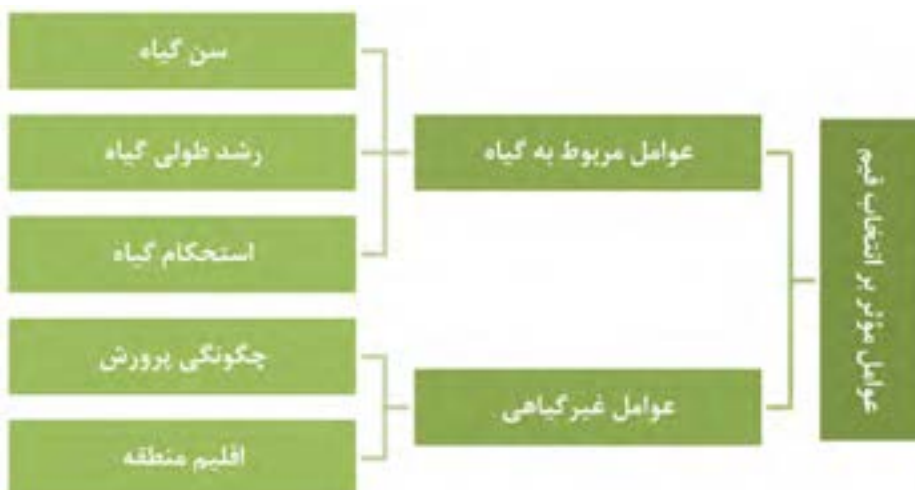 عوامل مؤثر بر انتخاب قیم
عوامل مربوط به گیاه
سن گیاه
رشد طولی گیاه
استحکام گیاه
عوامل غیرگیاهی
چگونگی پرورش
اقلیم منطقه